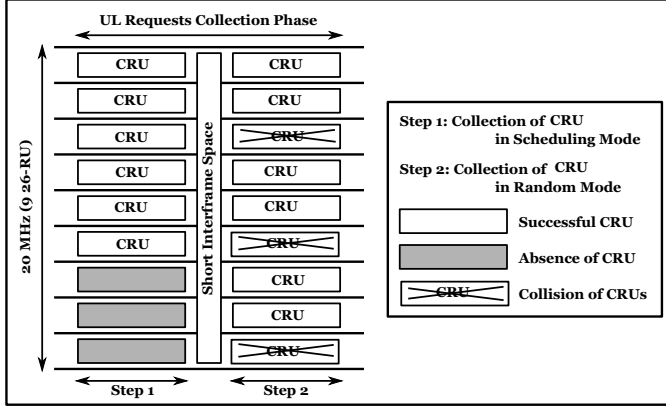 UL Requests Collection Phase
20 MHz (9 26-RU)
CRU
CRU
CRU
CRU
CRU
CRU
Short Interframe Space
CRU
CRU
CRU
CRU
CRU
CRU
CRU
CRU
CRU
Step 1
Step 2
Step 1: Collection of CRU
in Scheduling Mode
Step 2: Collection of CRU
in Random Mode
Successful CRU
Absence of CRU
CRU
Collision of CRUs